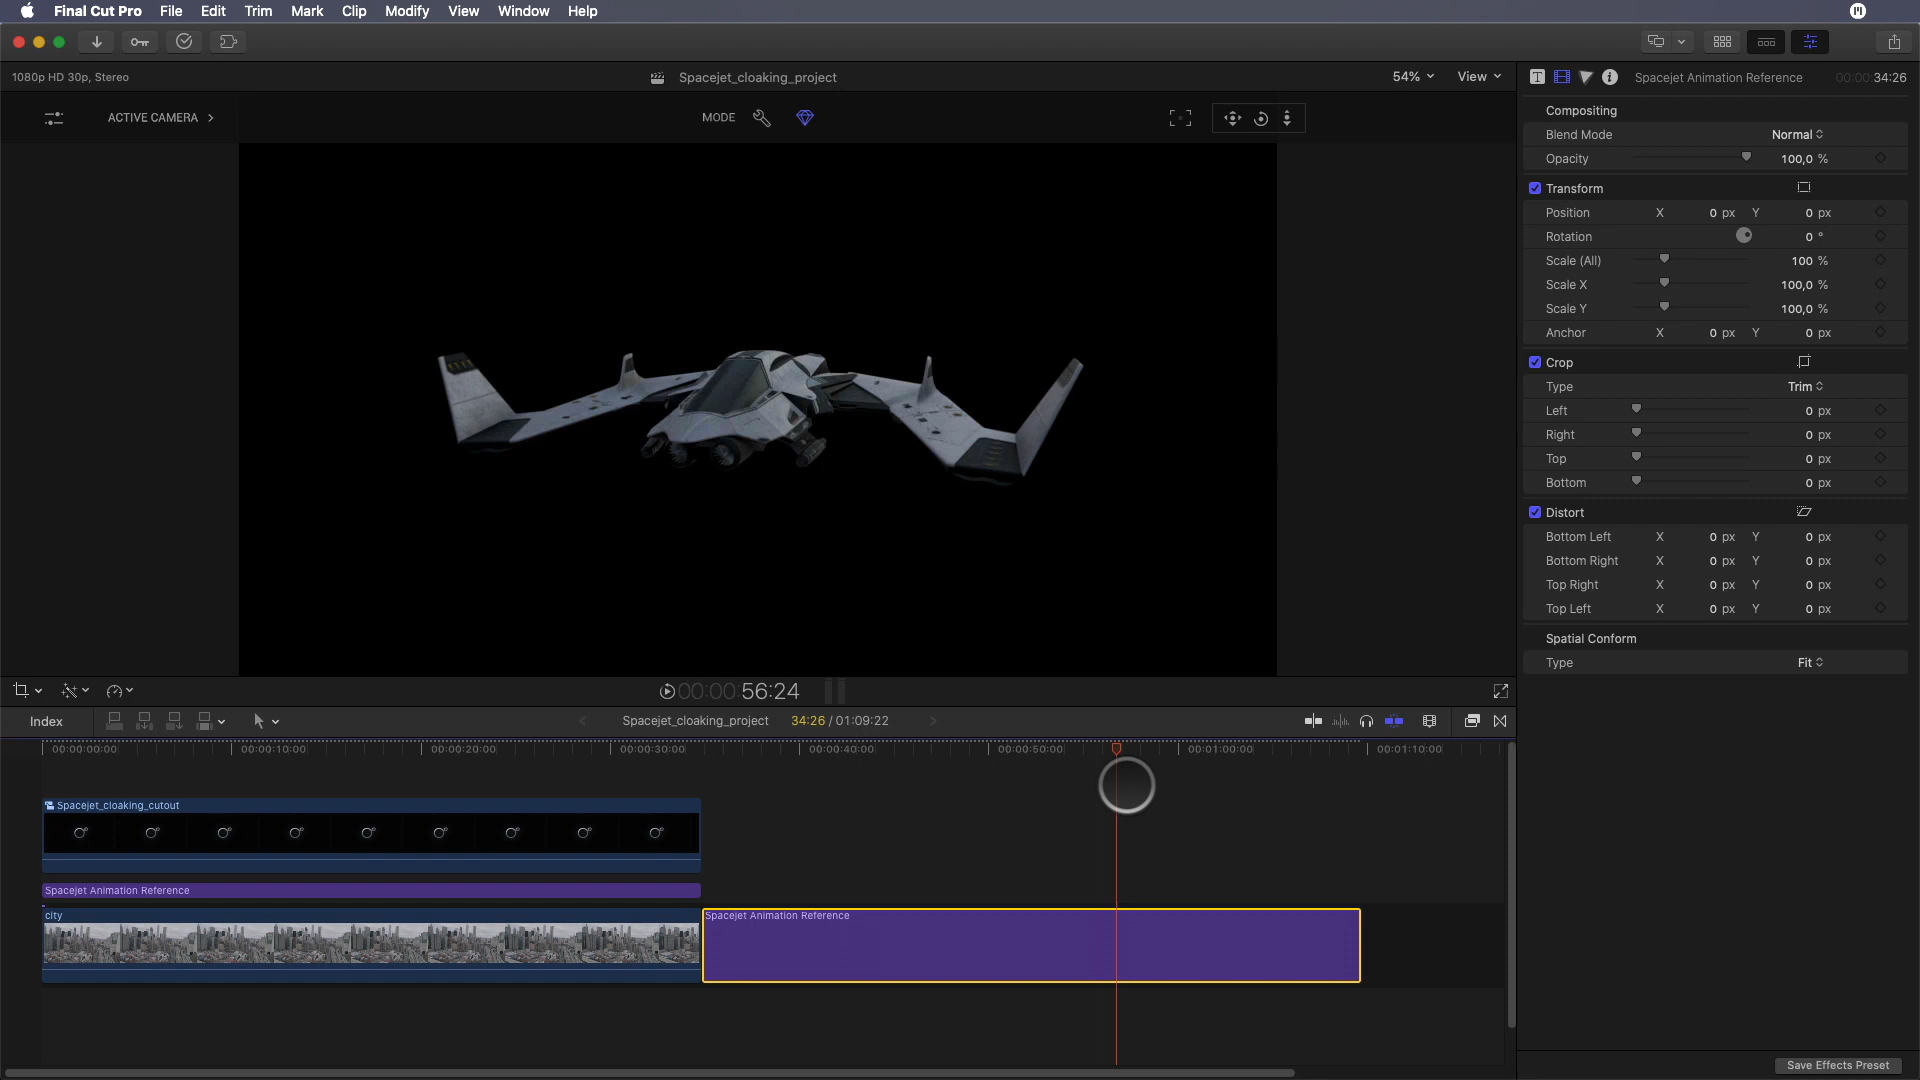 Final Cut Pro File Edit Trim Mark Clip Modify View Window Help
1080p HD 30p, Stereo
Spacejet_cloaking_project
54%
View
Spacejet Animation Reference
00:00:34:26
ACTIVE CAMERA
MODE
Compositing
Blend Mode Normal
Opacity 100,0 %
Transform
Position X 0 px Y 0 px
Rotation 0 °
Scale (All) 100 %
Scale X 100,0 %
Scale Y 100,0 %
Anchor X 0 px Y 0 px
Crop
Type Trim
Left 0 px
Right 0 px
Top 0 px
Bottom 0 px
Distort
Bottom Left X 0 px Y 0 px
Bottom Right X 0 px Y 0 px
Top Right X 0 px Y 0 px
Top Left X 0 px Y 0 px
Spatial Conform
Type Fit
00:00:56:24
Index
Spacejet_cloaking_project
34:26 / 01:09:22
00:00:00:00 00:00:10:00 00:00:20:00 00:00:30:00 00:00:40:00 00:00:50:00 00:01:00:00 00:01:10:00
Spacejet_cloaking_cutout
Spacejet Animation Reference
city
Spacejet Animation Reference
Save Effects Preset